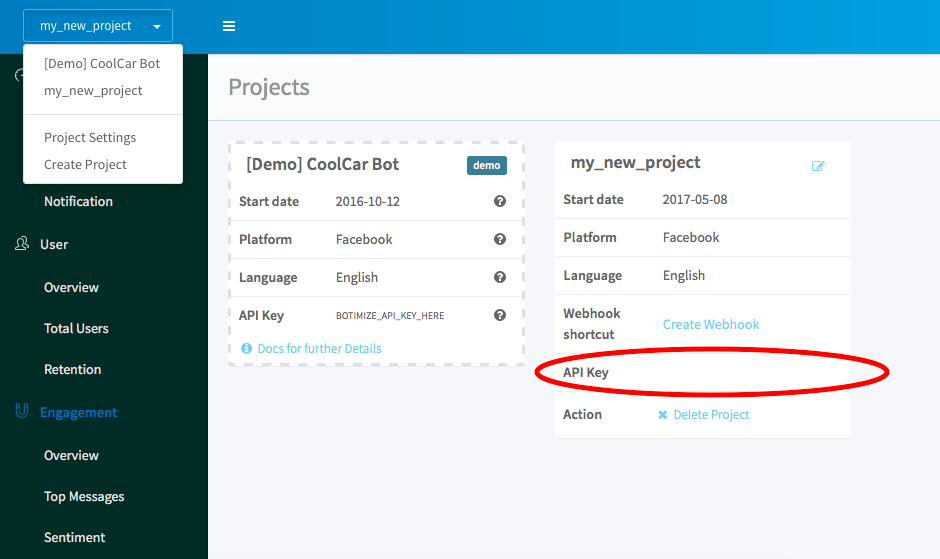 my_new_project
[Demo] CoolCar Bot
my_new_project
Project Settings
Create Project
Notification
User
Overview
Total Users
Retention
Engagement
Overview
Top Messages
Sentiment
Projects
[Demo] CoolCar Bot demo
Start date 2016-10-12
Platform Facebook
Language English
API Key BOTIMIZE_API_KEY_HERE
Docs for further Details
my_new_project
Start date 2017-05-08
Platform Facebook
Language English
Webhook
shortcut Create Webhook
API Key
Action Delete Project